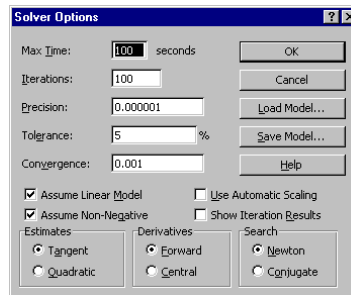 Solver Options
Max Time: 100 seconds
OK
Iterations: 100
Cancel
Precision: 0.000001
Load Model...
Tolerance: 5 %
Save Model...
Convergence: 0.001
Help
Assume Linear Model
Use Automatic Scaling
Assume Non-Negative
Show Iteration Results
Estimates
Tangent
Quadratic
Derivatives
Forward
Central
Search
Newton
Conjugate